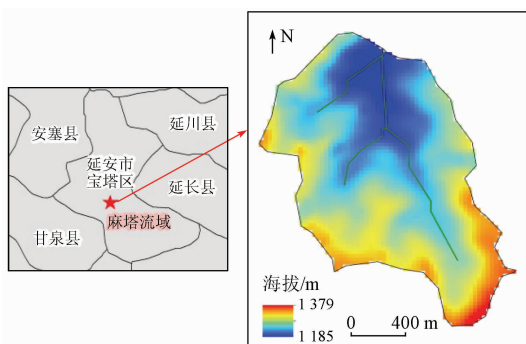 安塞县
延川县
延安市
宝塔区
延长县
甘泉县
麻塔流域
N
海拔/m
1 379
1 185
0 400 m